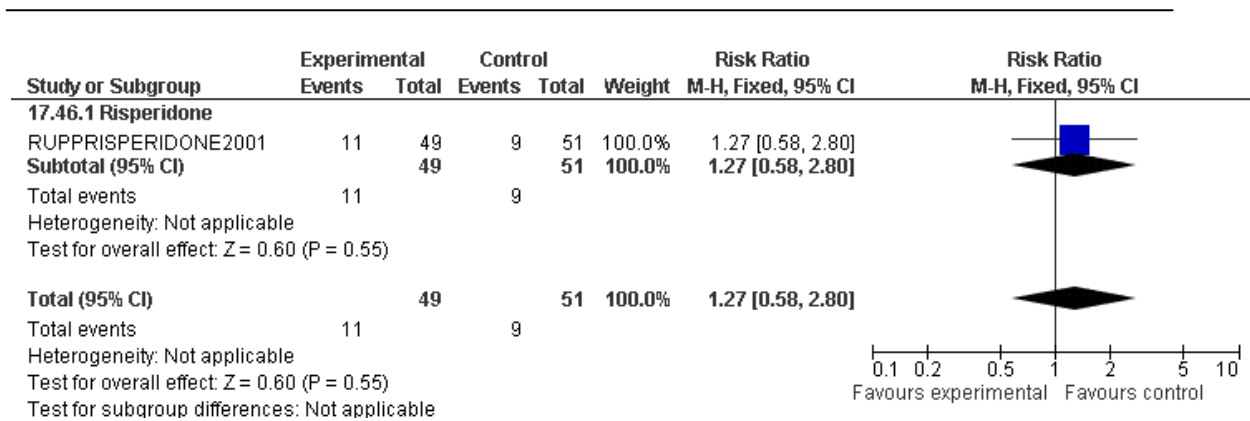 Experimental Control Risk Ratio Risk Ratio
Study or Subgroup Events Total Events Total Weight M-H, Fixed, 95% CI M-H, Fixed, 95% CI
17.46.1 Risperidone
RUPPRISPERIDONE2001 11 49 9 51 100.0% 1.27 [0.58, 2.80]
Subtotal (95% CI) 49 51 100.0% 1.27 [0.58, 2.80]
Total events 11 9
Heterogeneity: Not applicable
Test for overall effect: Z = 0.60 (P = 0.55)
Total (95% CI) 49 51 100.0% 1.27 [0.58, 2.80]
Total events 11 9
Heterogeneity: Not applicable
Test for overall effect: Z = 0.60 (P = 0.55)
Test for subgroup differences: Not applicable
0.1 0.2 0.5 1 2 5 10
Favours experimental Favours control